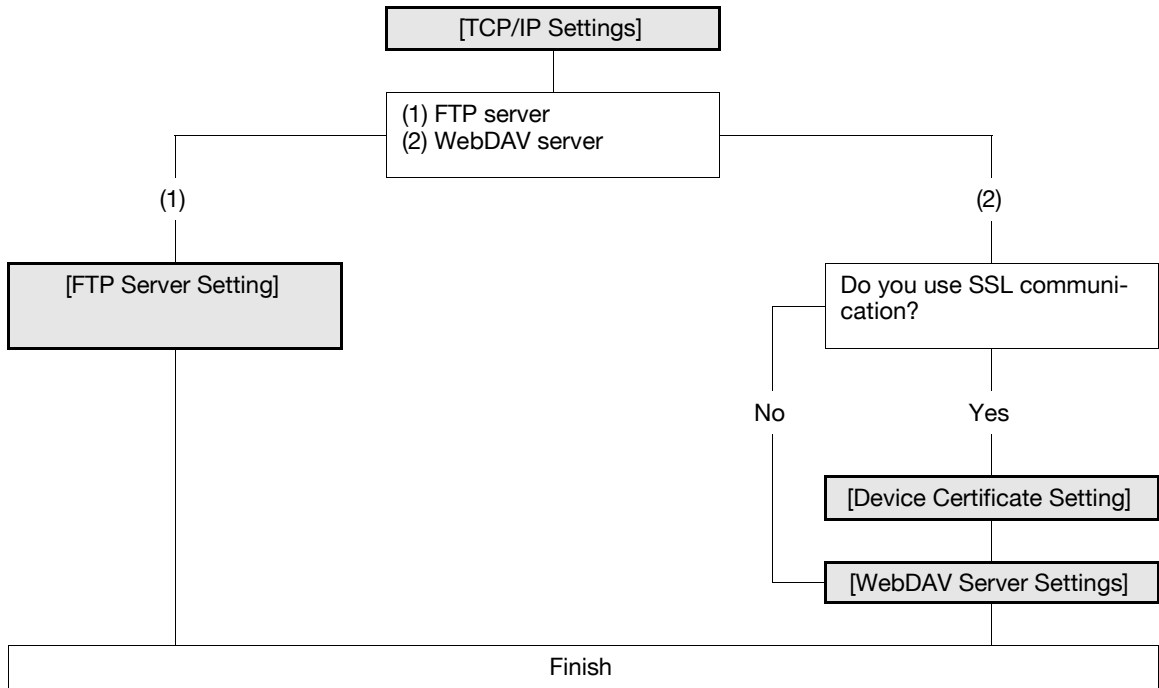 [TCP/IP Settings]
(1) FTP server
(2) WebDAV server
(1)
(2)
[FTP Server Setting]
Do you use SSL communi-
cation?
No
Yes
[Device Certificate Setting]
[WebDAV Server Settings]
Finish